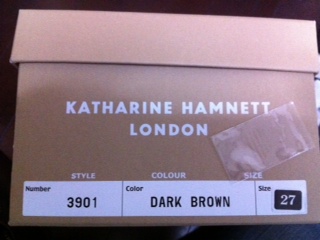 KATHARINE HAMNETT
LONDON
STYLE COLOUR SIZE
Number 3901 Color DARK BROWN Size 27